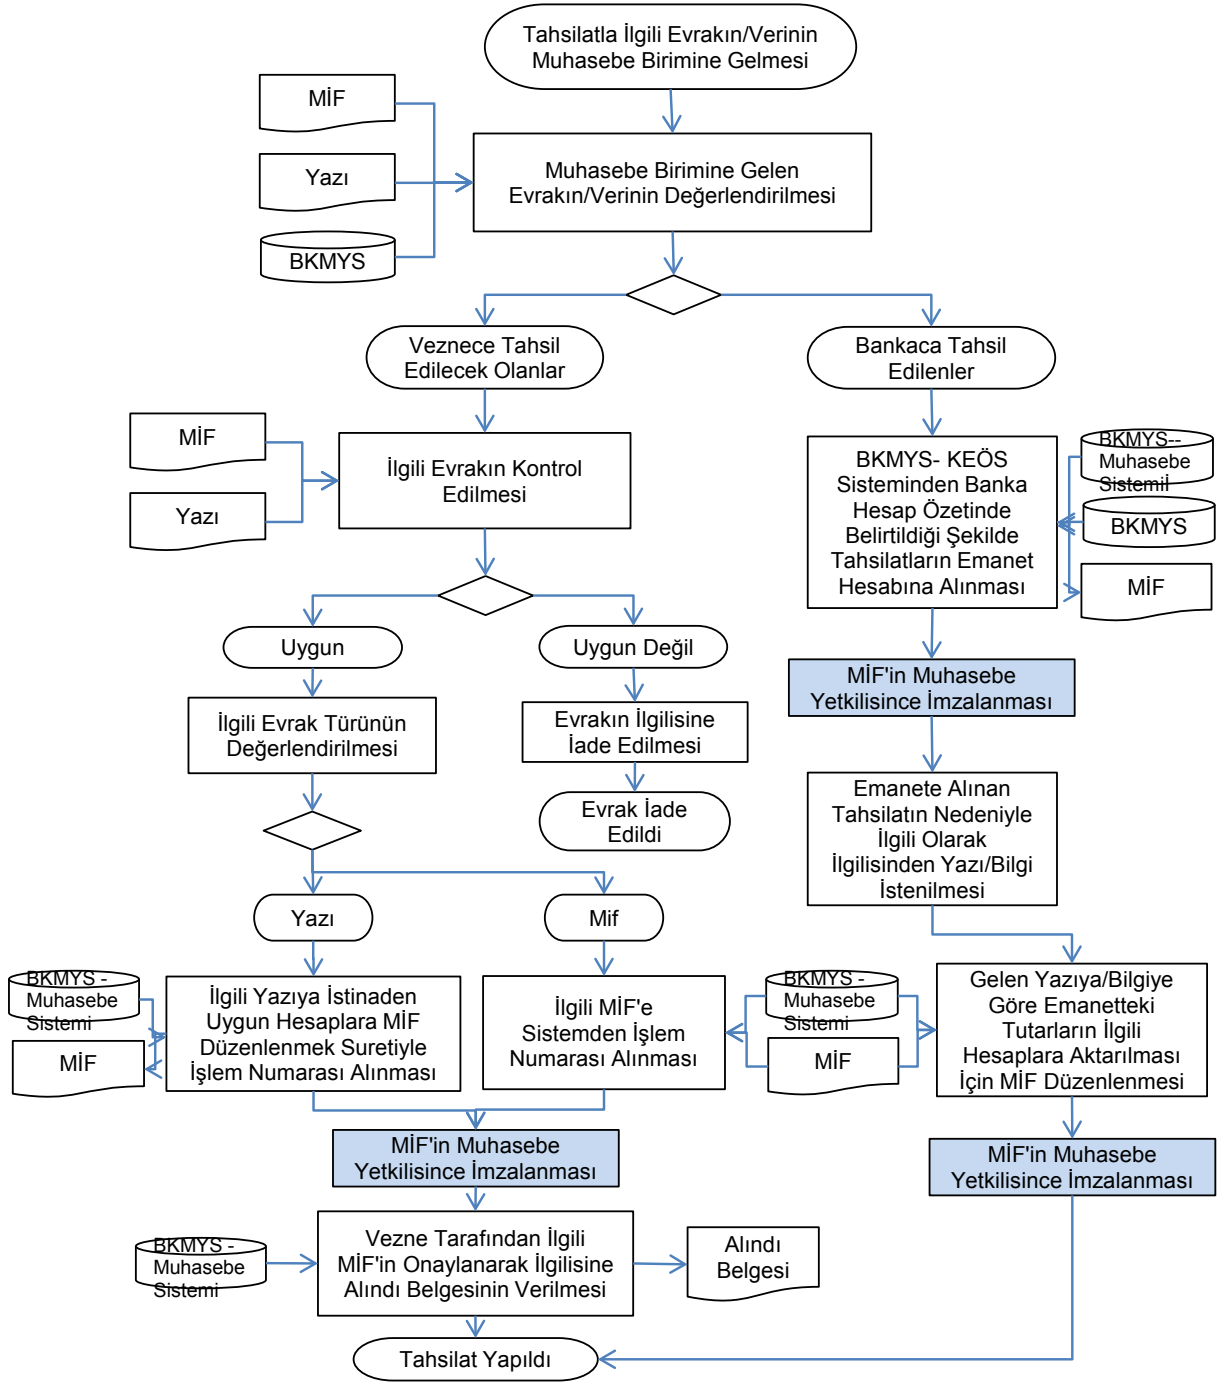 Tahsilatla İlgili Evrakın/Verinin
Muhasebe Birimine Gelmesi
MİF
Yazı
BKMYS
Muhasebe Birimine Gelen
Evrakın/Verinin Değerlendirilmesi
Veznece Tahsil
Edilecek Olanlar
Bankaca Tahsil
Edilenler
MİF
Yazı
İlgili Evrakın Kontrol
Edilmesi
BKMYS- KEÖS
Sisteminden Banka
Hesap Özetinde
Belirtildiği Şekilde
Tahsilatların Emanet
Hesabına Alınması
BKMYS--
Muhasebe
Sistemiİ
BKMYS
MİF
Uygun
Uygun Değil
MİF'in Muhasebe
Yetkilisince İmzalanması
İlgili Evrak Türünün
Değerlendirilmesi
Evrakın İlgilisine
İade Edilmesi
Evrak İade
Edildi
Emanete Alınan
Tahsilatın Nedeniyle
İlgili Olarak
İlgilisinden Yazı/Bilgi
İstenilmesi
Yazı
Mif
BKMYS -
Muhasebe
Sistemi
MİF
İlgili Yazıya İstinaden
Uygun Hesaplara MİF
Düzenlenmek Suretiyle
İşlem Numarası Alınması
İlgili MİF'e
Sistemden İşlem
Numarası Alınması
BKMYS -
Muhasebe
Sistemi
MİF
Gelen Yazıya/Bilgiye
Göre Emanetteki
Tutarların İlgili
Hesaplara Aktarılması
İçin MİF Düzenlenmesi
MİF'in Muhasebe
Yetkilisince İmzalanması
MİF'in Muhasebe
Yetkilisince İmzalanması
BKMYS -
Muhasebe
Sistemi
Vezne Tarafından İlgili
MİF'in Onaylanarak İlgilisine
Alındı Belgesinin Verilmesi
Alındı
Belgesi
Tahsilat Yapıldı